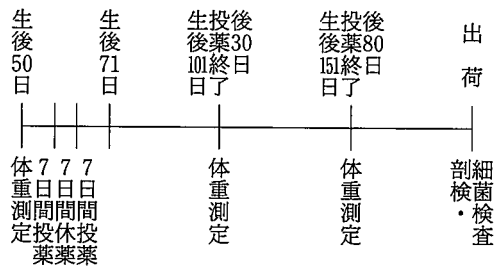 生後50日
生後71日
生後101日
投薬終了
後30日
生後151日
投薬終了
後80日
出荷
体重測定
7日間投薬
7日間休薬
7日間投薬
体重測定
体重測定
剖検・
細菌検査